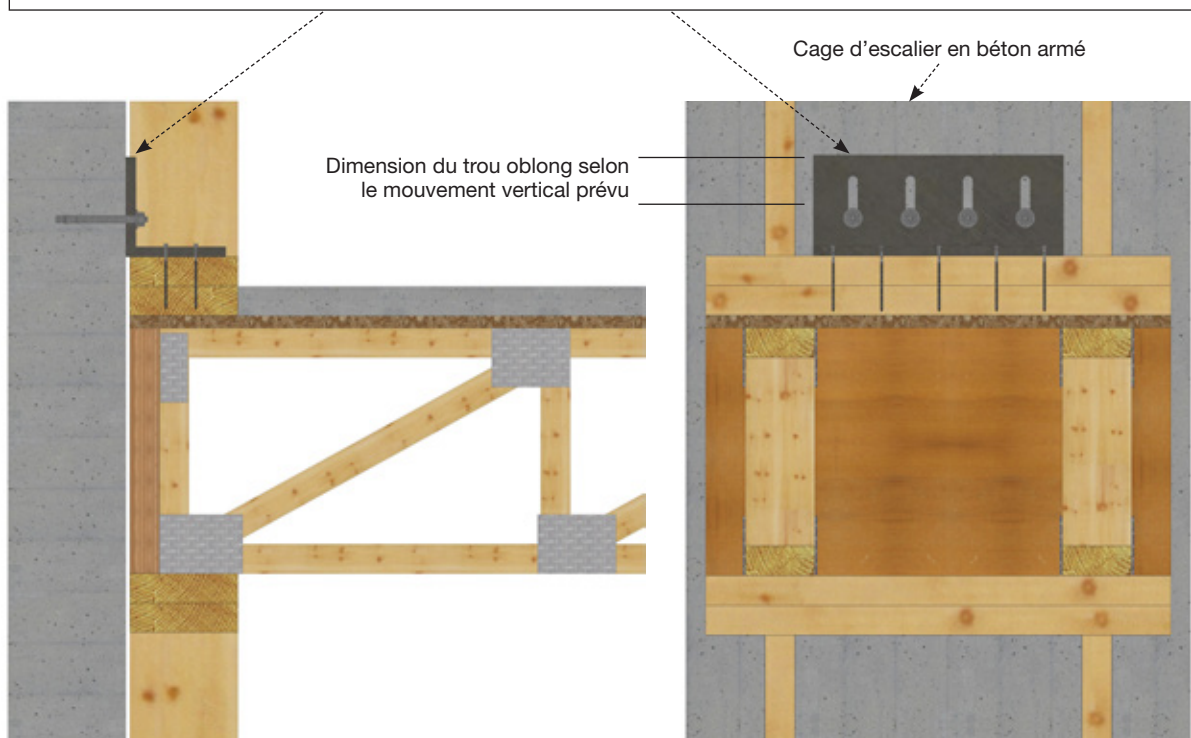 Cage d’escalier en béton armé
Dimension du trou oblong selon
le mouvement vertical prévu